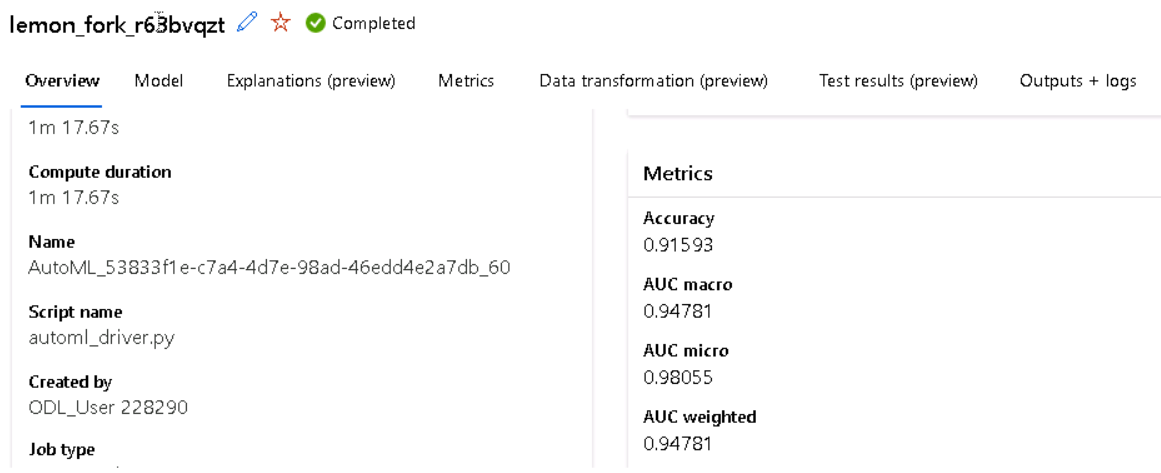 lemon_fork_r63bvqzt Completed
Overview Model Explanations (preview) Metrics Data transformation (preview) Test results (preview) Outputs + logs
1m 17.67s
Compute duration
1m 17.67s
Name
AutoML_53833f1e-c7a4-4d7e-98ad-46edd4e2a7db_60
Script name
automl_driver.py
Created by
ODL_User 228290
Job type
Metrics
Accuracy
0.91593
AUC macro
0.94781
AUC micro
0.98055
AUC weighted
0.94781